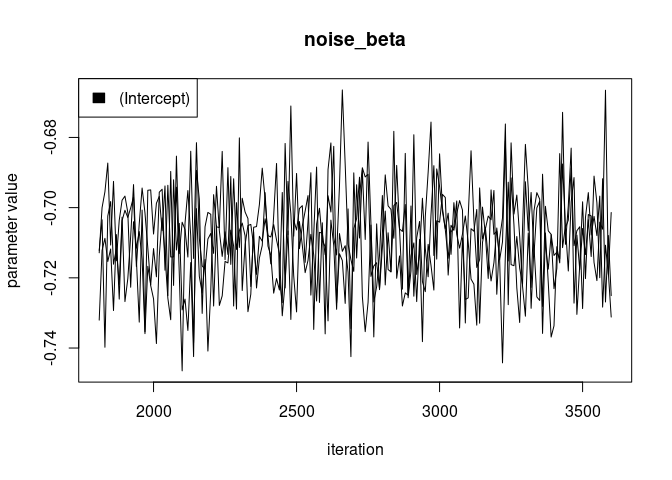 noise_beta
(Intercept)
parameter value
-0.68
-0.70
-0.72
-0.74
2000 2500 3000 3500
iteration